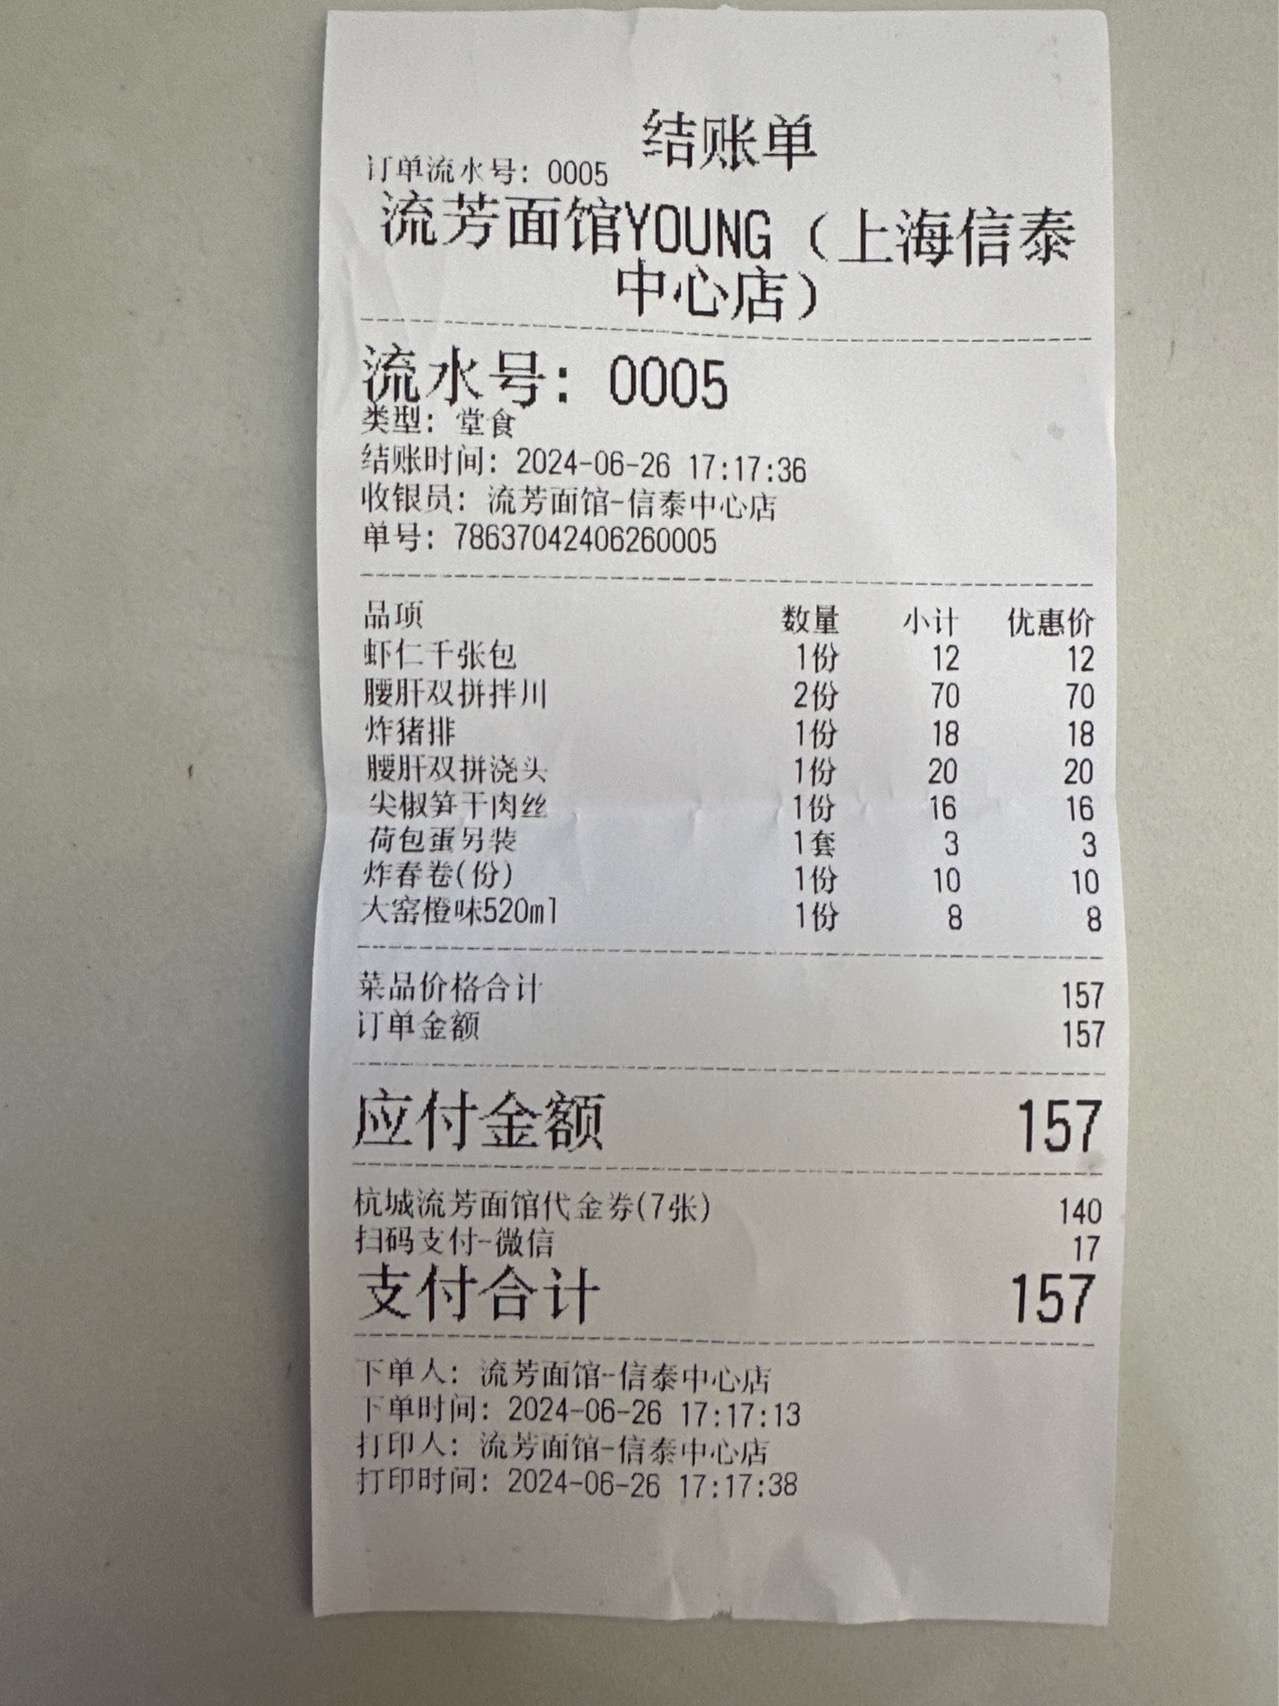 结账单
订单流水号: 0005
流芳面馆YOUNG（上海信泰
中心店）
流水号: 0005
类型: 堂食
结账时间: 2024-06-26 17:17:36
收银员: 流芳面馆-信泰中心店
单号: 78637042406260005
品项 数量 小计 优惠价
虾仁千张包 1份 12 12
腰肝双拼拌川 2份 70 70
炸猪排 1份 18 18
腰肝双拼浇头 1份 20 20
尖椒笋干肉丝 1份 16 16
荷包蛋另装 1套 3 3
炸春卷(份) 1份 10 10
大窑橙味520ml 1份 8 8
菜品价格合计 157
订单金额 157
应付金额 157
杭城流芳面馆代金券(7张) 140
扫码支付-微信 17
支付合计 157
下单人: 流芳面馆-信泰中心店
下单时间: 2024-06-26 17:17:13
打印人: 流芳面馆-信泰中心店
打印时间: 2024-06-26 17:17:38